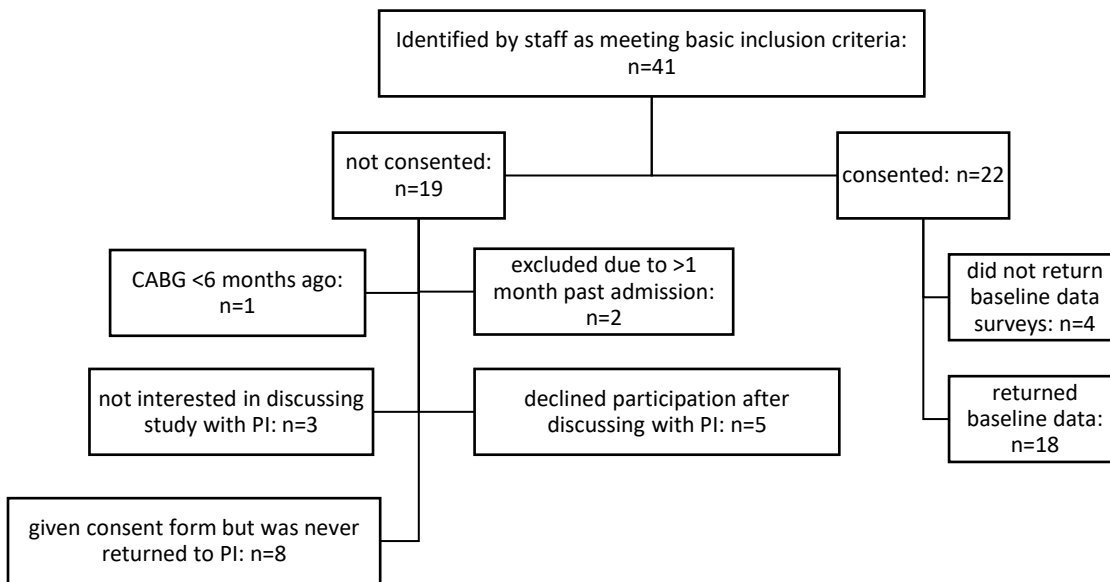 Identified by staff as meeting basic inclusion criteria:
n=41
not consented:
n=19
consented: n=22
CABG <6 months ago:
n=1
excluded due to >1
month past admission:
n=2
did not return
baseline data
surveys: n=4
not interested in discussing
study with PI: n=3
declined participation after
discussing with PI: n=5
returned
baseline data:
n=18
given consent form but was never
returned to PI: n=8